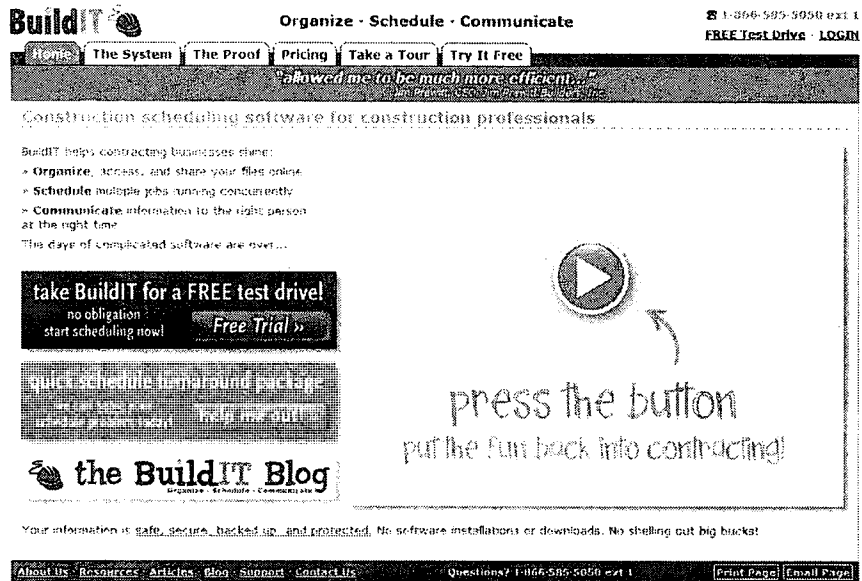 BuildIT
Organize · Schedule · Communicate
1-866-585-5050 ext 1
FREE Test Drive · LOGIN
Home The System The Proof Pricing Take a Tour Try It Free
"allowed me to be much more efficient..."
Construction scheduling software for construction professionals
BuildIT helps contracting businesses shine:
» Organize, access, and share your files online
» Schedule multiple jobs running concurrently
» Communicate information to the right person
at the right time
The days of complicated software are over...
take BuildIT for a FREE test drive!
no obligation
start scheduling now!
Free Trial »
quick schedule turnaround package
help me out!
the BuildIT Blog
Organize · Schedule · Communicate
press the button
put the fun back into contracting!
Your information is safe, secure, backed up, and protected. No software installations or downloads. No shelling out big bucks!
About Us · Resources · Articles · Blog · Support · Contact Us
Questions? 1-866-585-5050 ext 1
Print Page Email Page